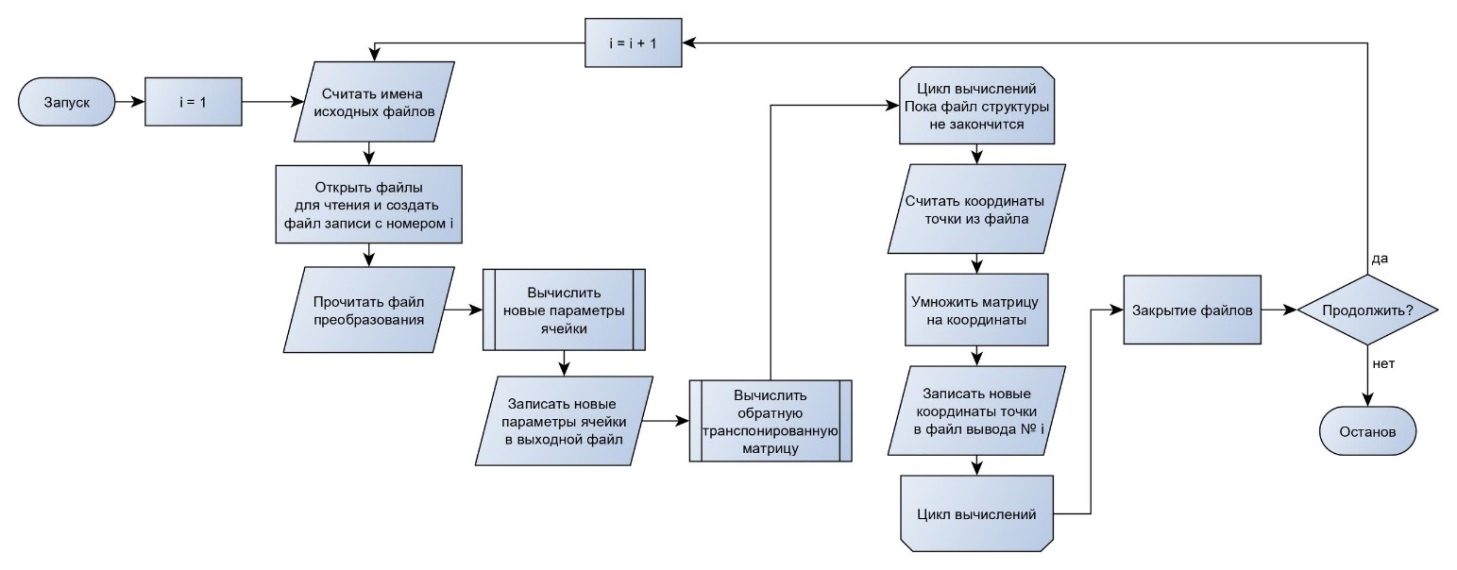 Запуск
i = 1
i = i + 1
Считать имена
исходных файлов
Открыть файлы
для чтения и создать
файл записи с номером i
Прочитать файл
преобразования
Вычислить
новые параметры
ячейки
Записать новые
параметры ячейки
в выходной файл
Вычислить
обратную
транспонированную
матрицу
Цикл вычислений
Пока файл структуры
не закончится
Считать координаты
точки из файла
Умножить матрицу
на координаты
Записать новые
координаты точки
в файл вывода № i
Цикл вычислений
Закрытие файлов
Продолжить?
да
нет
Останов